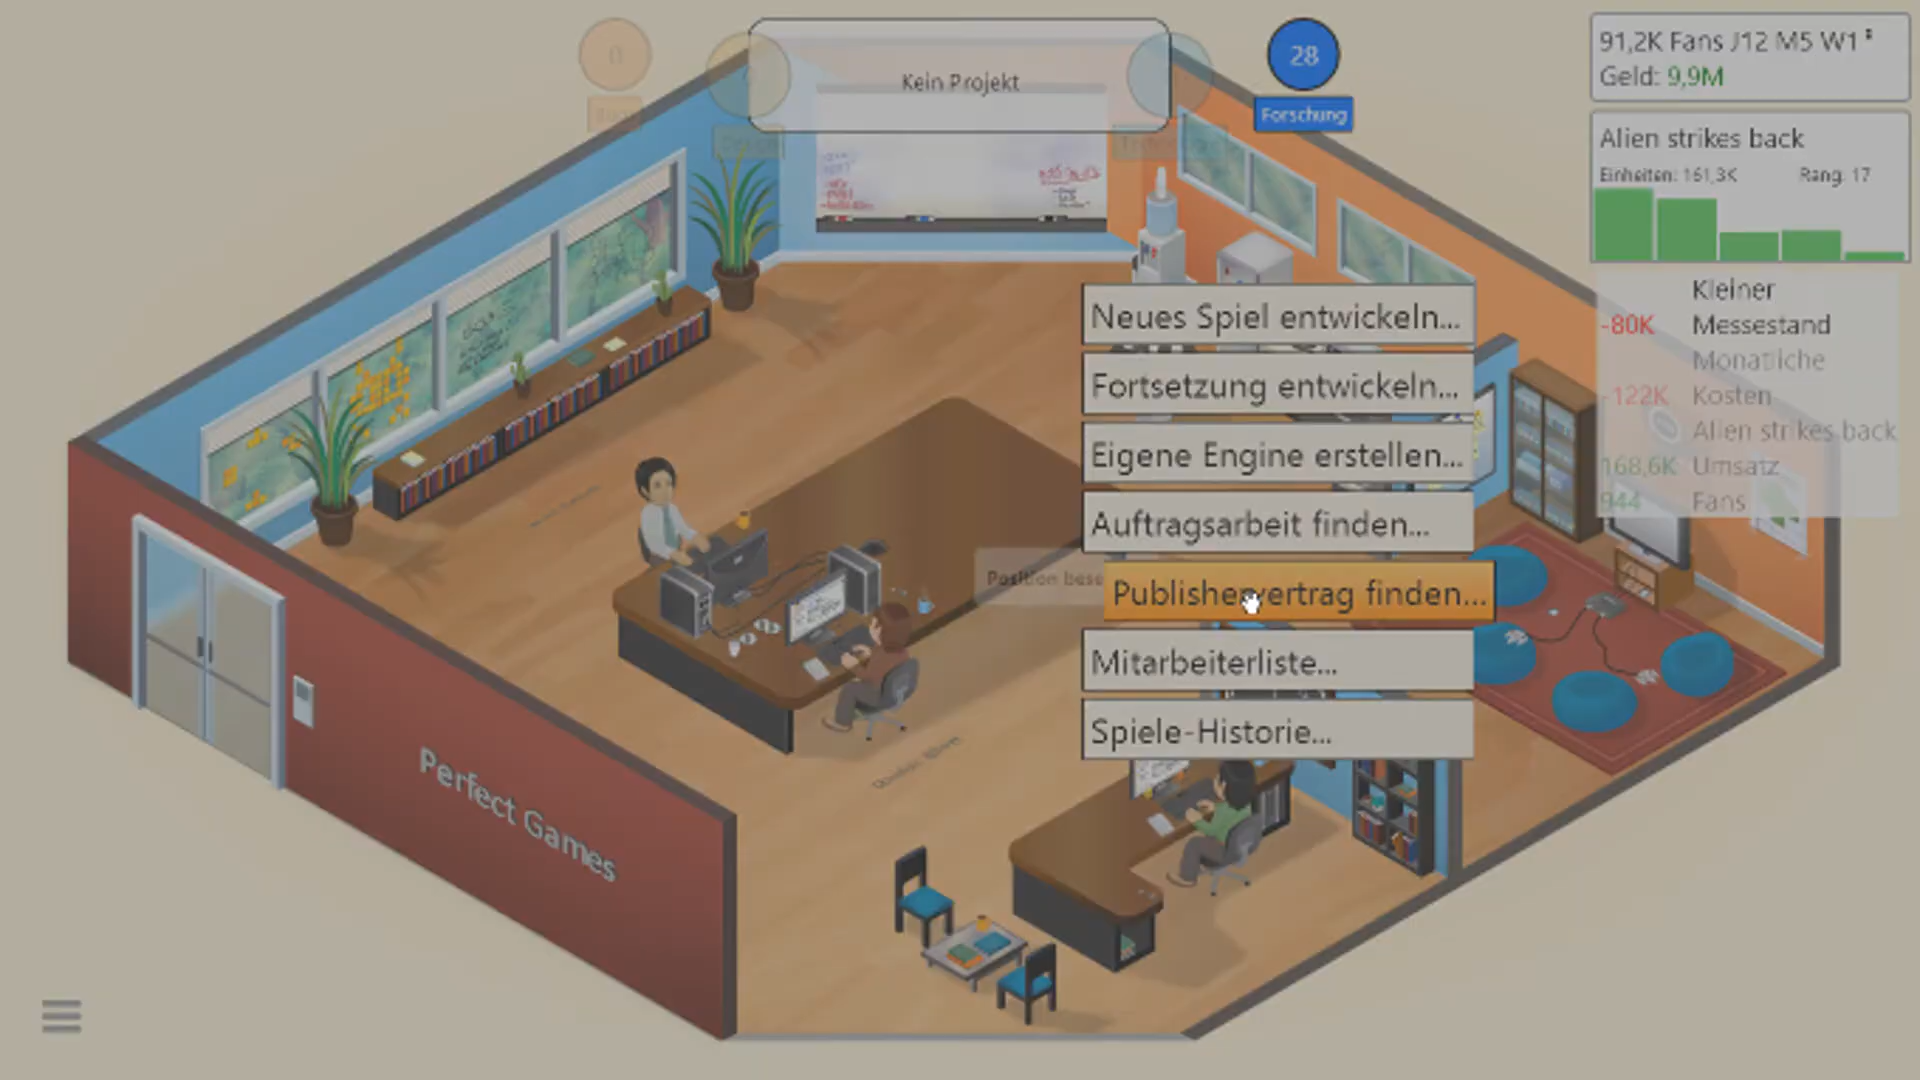 Kein Projekt
28
Forschung
91,2K Fans J12 M5 W1
Geld: 9,9M
Alien strikes back
Einheiten: 161,3K Rang: 17
Kleiner
-80K Messestand
Monatliche
-122K Kosten
Alien strikes back
168,6K Umsatz
944 Fans
Neues Spiel entwickeln...
Fortsetzung entwickeln...
Eigene Engine erstellen...
Auftragsarbeit finden...
Position bese
Publishervertrag finden...
Mitarbeiterliste...
Spiele-Historie...
Perfect Games